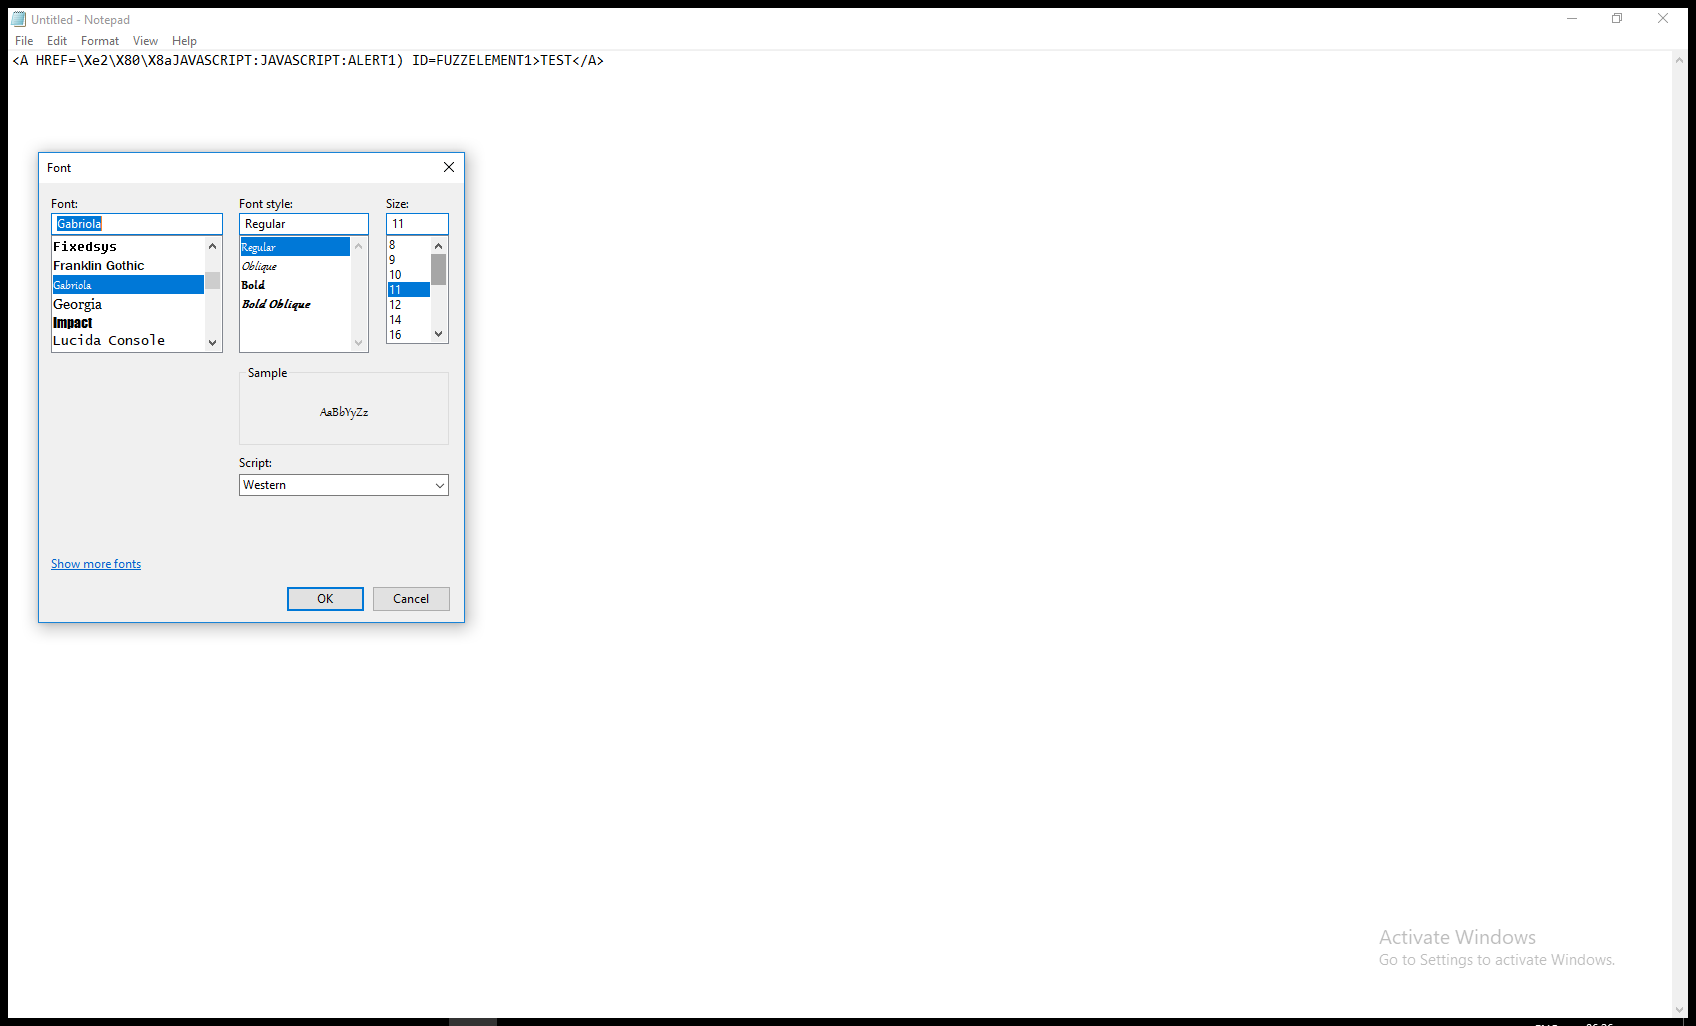 Untitled - Notepad
File Edit Format View Help
<A HREF=\Xe2\X80\X8aJAVASCRIPT:JAVASCRIPT:ALERT1) ID=FUZZELEMENT1>TEST</A>
Font
Font: Font style: Size:
Gabriola Regular 11
Fixedsys
Franklin Gothic
Gabriola
Georgia
Impact
Lucida Console
Regular
Oblique
Bold
Bold Oblique
8
9
10
11
12
14
16
Sample
AaBbYyZz
Script:
Western
Show more fonts
OK Cancel
Activate Windows
Go to Settings to activate Windows.